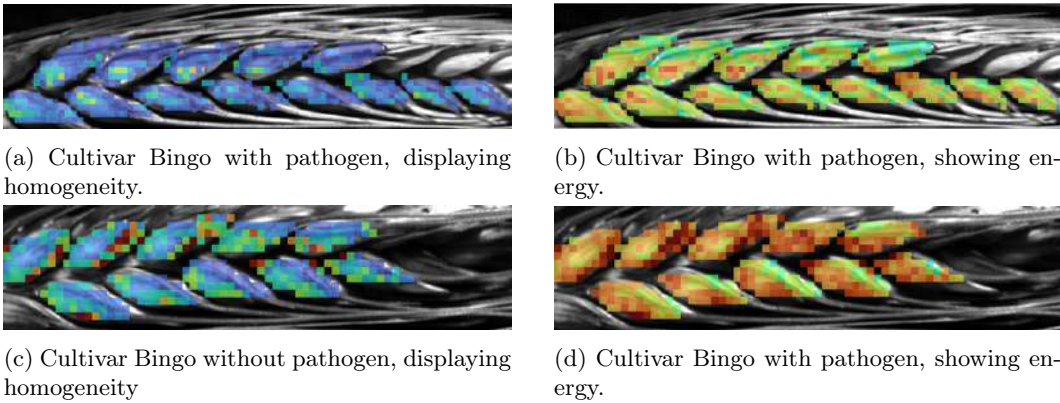 (a) Cultivar Bingo with pathogen, displaying
homogeneity.
(b) Cultivar Bingo with pathogen, showing en-
ergy.
(c) Cultivar Bingo without pathogen, displaying
homogeneity
(d) Cultivar Bingo with pathogen, showing en-
ergy.